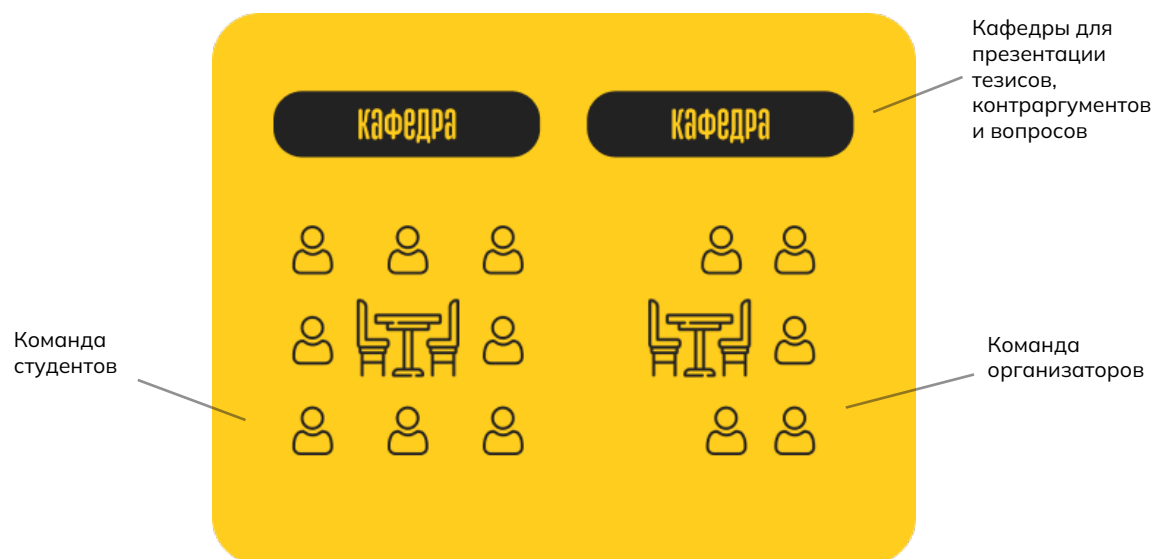 Кафедры для
презентации
тезисов,
контраргументов
и вопросов
кафедра
кафедра
Команда
студентов
Команда
организаторов